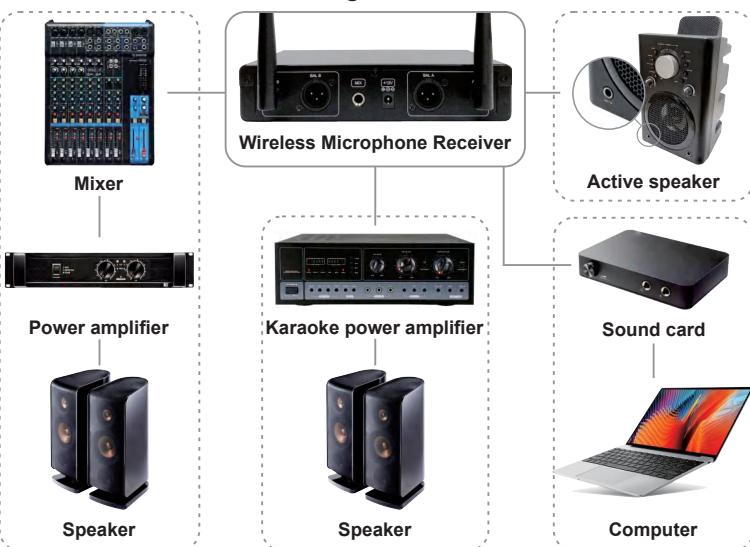 BAL B
MIX
+12V
BAL A
Wireless Microphone Receiver
Mixer
Active speaker
Power amplifier
Karaoke power amplifier
Sound card
Speaker
Speaker
Computer